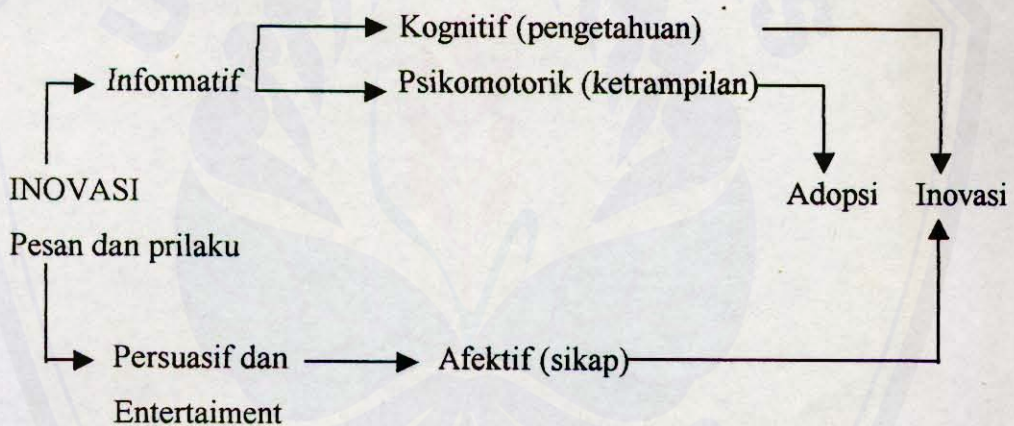 Kognitif (pengetahuan)
Informatif
Psikomotorik (ketrampilan)
INOVASI
Adopsi Inovasi
Pesan dan prilaku
Persuasif dan
Afektif (sikap)
Entertaiment